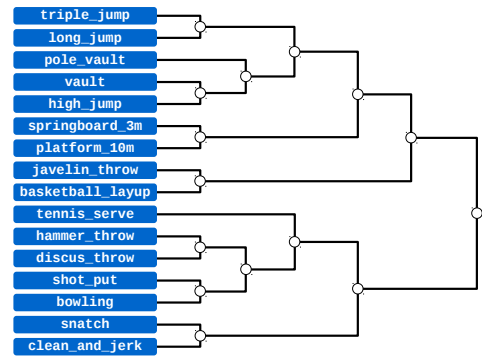 triple_jump
long_jump
pole_vault
vault
high_jump
springboard_3m
platform_10m
javelin_throw
basketball_layup
tennis_serve
hammer_throw
discus_throw
shot_put
bowling
snatch
clean_and_jerk